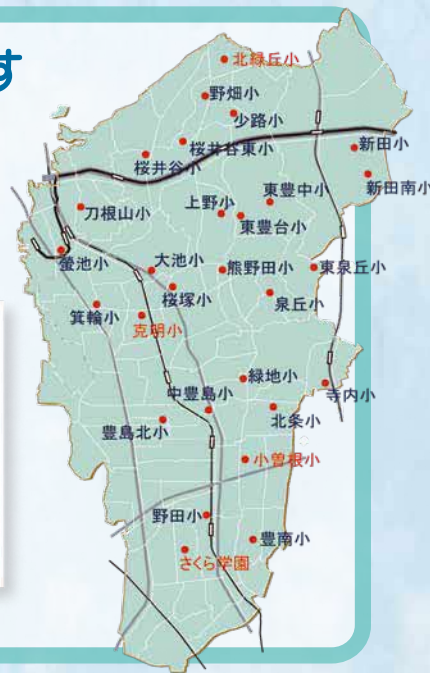 す
北緑丘小
野畑小
少路小
桜井谷東小
桜井谷小
新田小
新田南小
刀根山小
上野小
東豊中小
東豊台小
螢池小
大池小
熊野田小
東泉丘小
桜塚小
泉丘小
箕輪小
克明小
緑地小
寺内小
中豊島小
北条小
豊島北小
小曽根小
野田小
豊南小
さくら学園